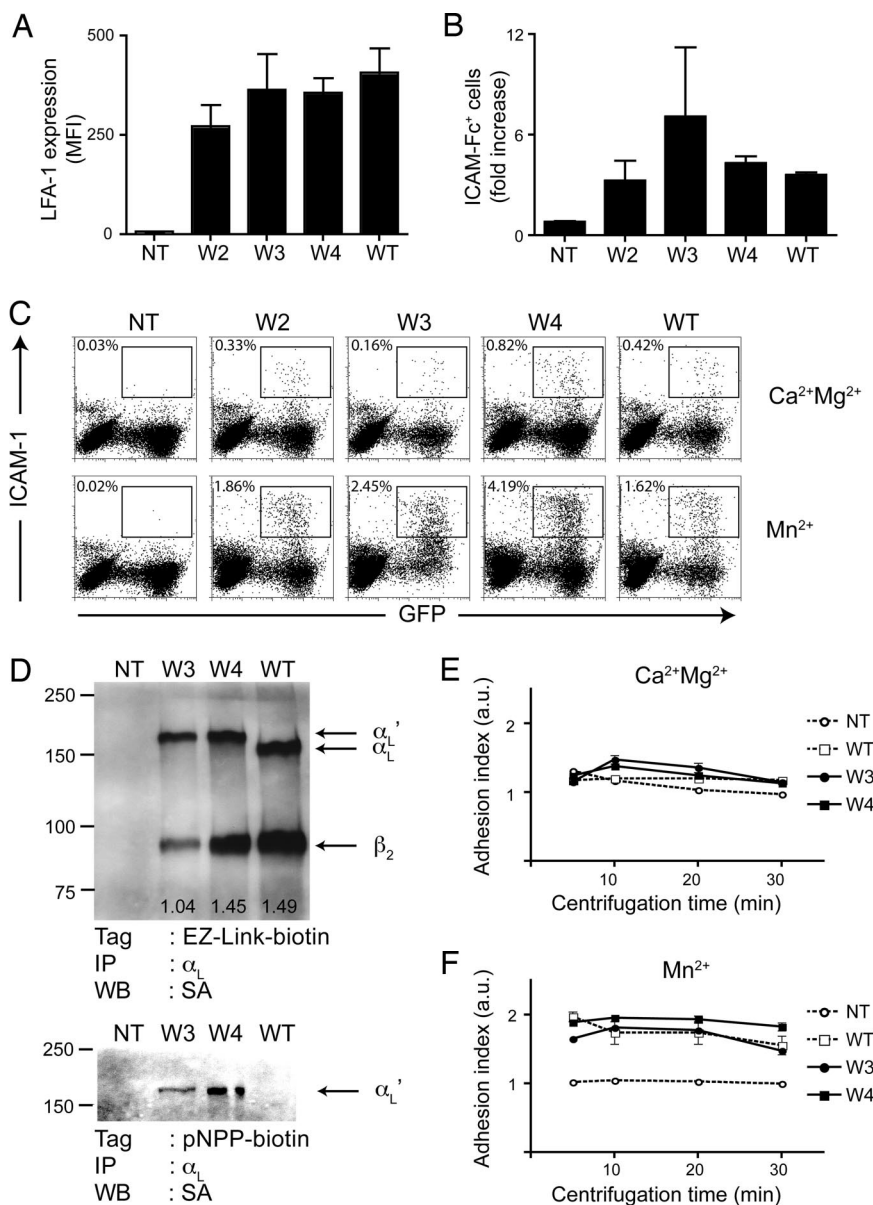 A
LFA-1 expression
(MFI)
500
250
0
NT W2 W3 W4 WT
B
ICAM-Fc⁺ cells
(fold increase)
12
6
0
NT W2 W3 W4 WT
C
NT W2 W3 W4 WT
0.03% 0.33% 0.16% 0.82% 0.42%
Ca²⁺Mg²⁺
0.02% 1.86% 2.45% 4.19% 1.62%
Mn²⁺
ICAM-1
GFP
D
NT W3 W4 WT
250
150
100
75
αL'
αL
β2
1.04 1.45 1.49
Tag : EZ-Link-biotin
IP : αL
WB : SA
NT W3 W4 WT
250
150
αL'
Tag : pNPP-biotin
IP : αL
WB : SA
E
Ca²⁺Mg²⁺
Adhesion index (a.u.)
2
1
10 20 30
Centrifugation time (min)
NT
WT
W3
W4
F
Mn²⁺
Adhesion index (a.u.)
2
1
10 20 30
Centrifugation time (min)
NT
WT
W3
W4